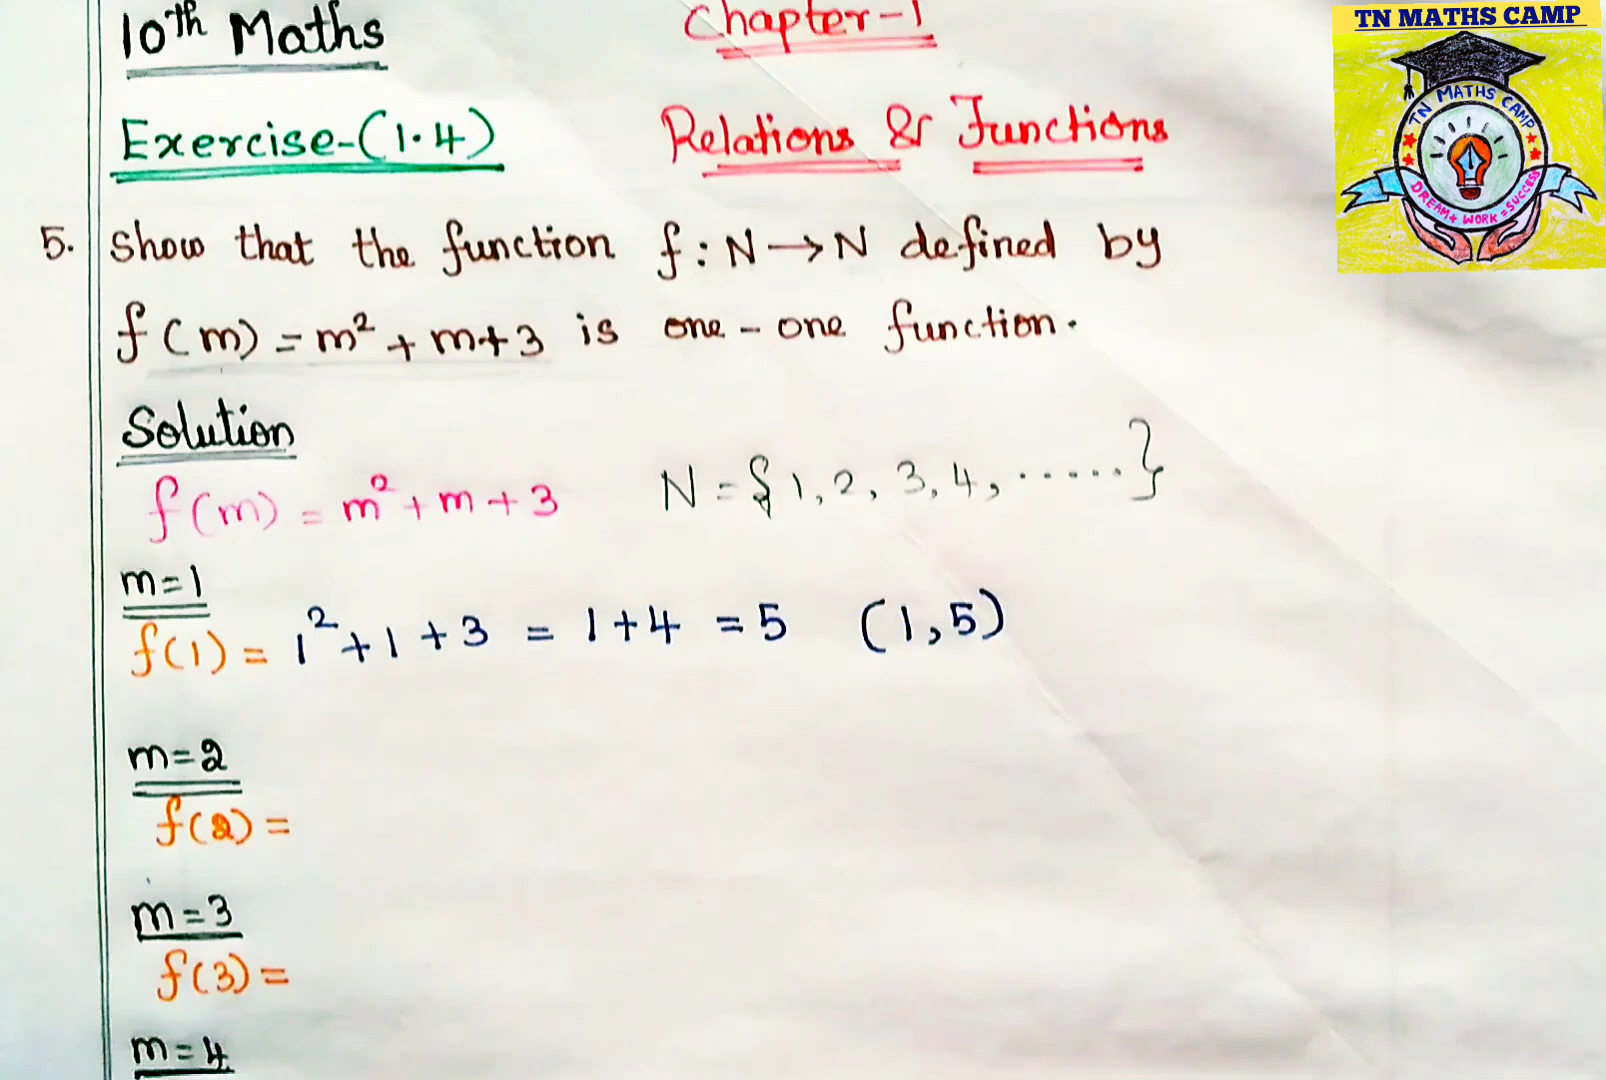 10th Maths
Chapter-1
TN MATHS CAMP
Exercise-(1.4)
Relations & Functions
TN MATHS CAMP
DREAM + WORK = SUCCESS
5. Show that the function f : N → N defined by
f(m) = m² + m+3 is one - one function.
Solution
f(m) = m² + m + 3 N = {1, 2, 3, 4, ......}
m=1
f(1) = 1² + 1 + 3 = 1+4 = 5 (1,5)
m=2
f(2) =
m=3
f(3) =
m=4